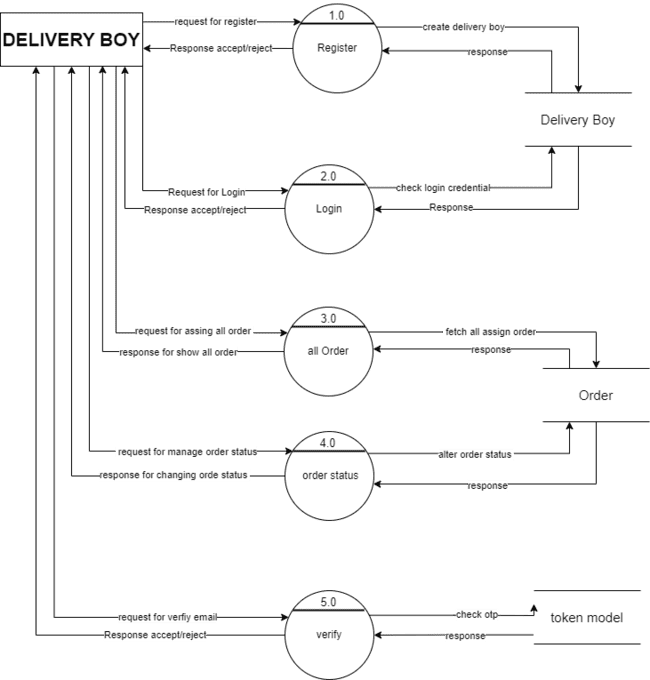 DELIVERY BOY
request for register
Response accept/reject
1.0
Register
create delivery boy
response
Delivery Boy
Request for Login
Response accept/reject
2.0
Login
check login credential
Response
request for assing all order
response for show all order
3.0
all Order
fetch all assign order
response
Order
request for manage order status
response for changing orde status
4.0
order status
alter order status
response
request for verfiy email
Response accept/reject
5.0
verify
check otp
response
token model